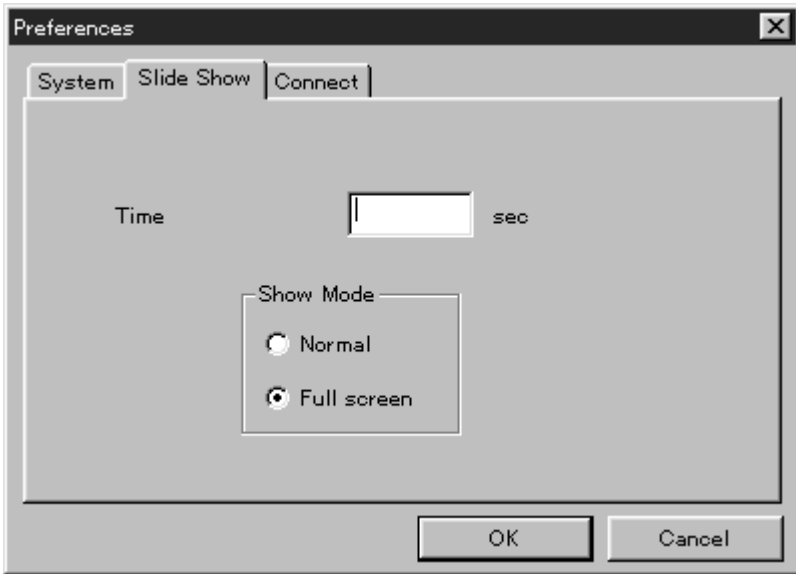 Preferences
System Slide Show Connect
Time sec
Show Mode
Normal
Full screen
OK Cancel